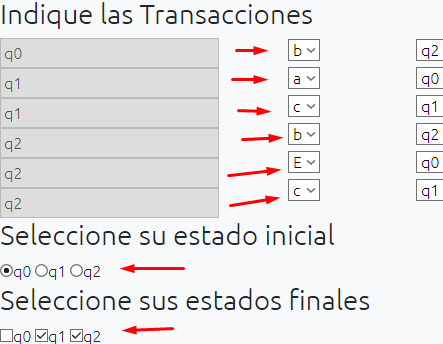 Indique las Transacciones
q0 b q2
q1 a q0
q1 c q1
q2 b q2
q2 E q0
q2 c q1
Seleccione su estado inicial
q0 q1 q2
Seleccione sus estados finales
q0 q1 q2